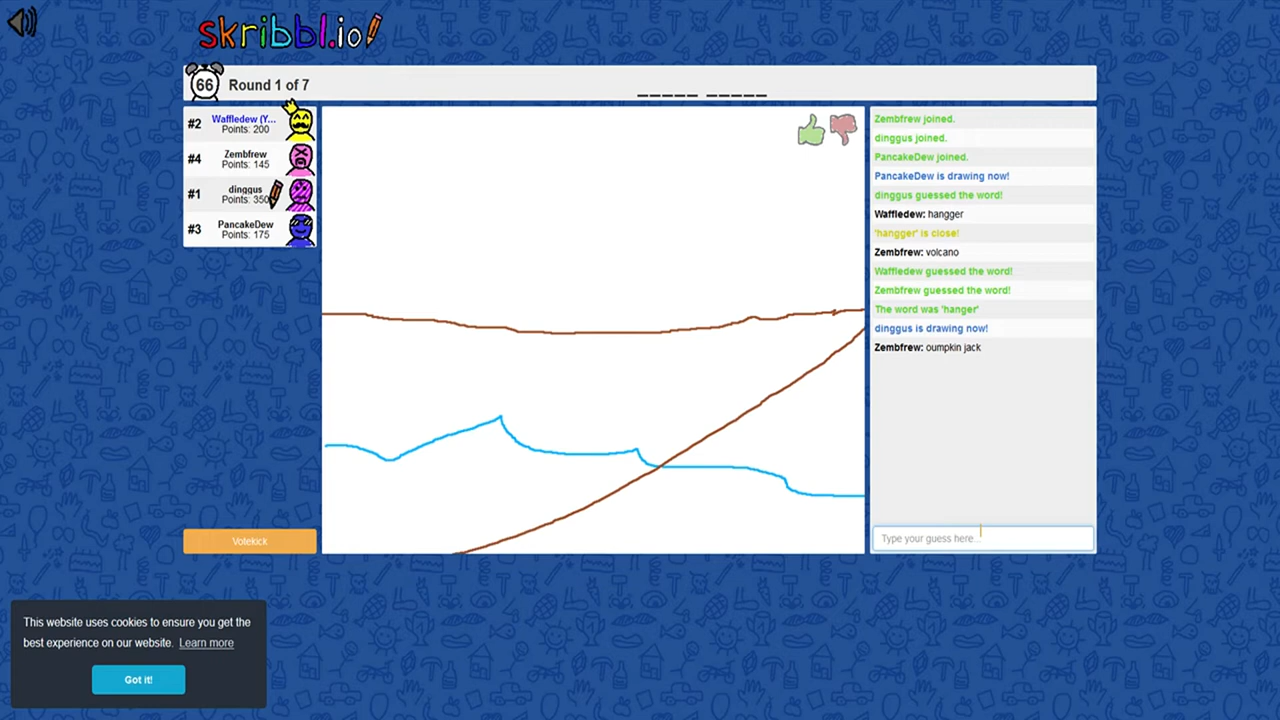 skribbl.io
66 Round 1 of 7
_____ _____
#2 Waffledew (Y...
Points: 200
#4 Zembfrew
Points: 145
#1 dinggus
Points: 350
#3 PancakeDew
Points: 175
Votekick
Zembfrew joined.
dinggus joined.
PancakeDew joined.
PancakeDew is drawing now!
dinggus guessed the word!
Waffledew: hangger
'hangger' is close!
Zembfrew: volcano
Waffledew guessed the word!
Zembfrew guessed the word!
The word was 'hanger'
dinggus is drawing now!
Zembfrew: oumpkin jack
Type your guess here...
This website uses cookies to ensure you get the
best experience on our website. Learn more
Got it!